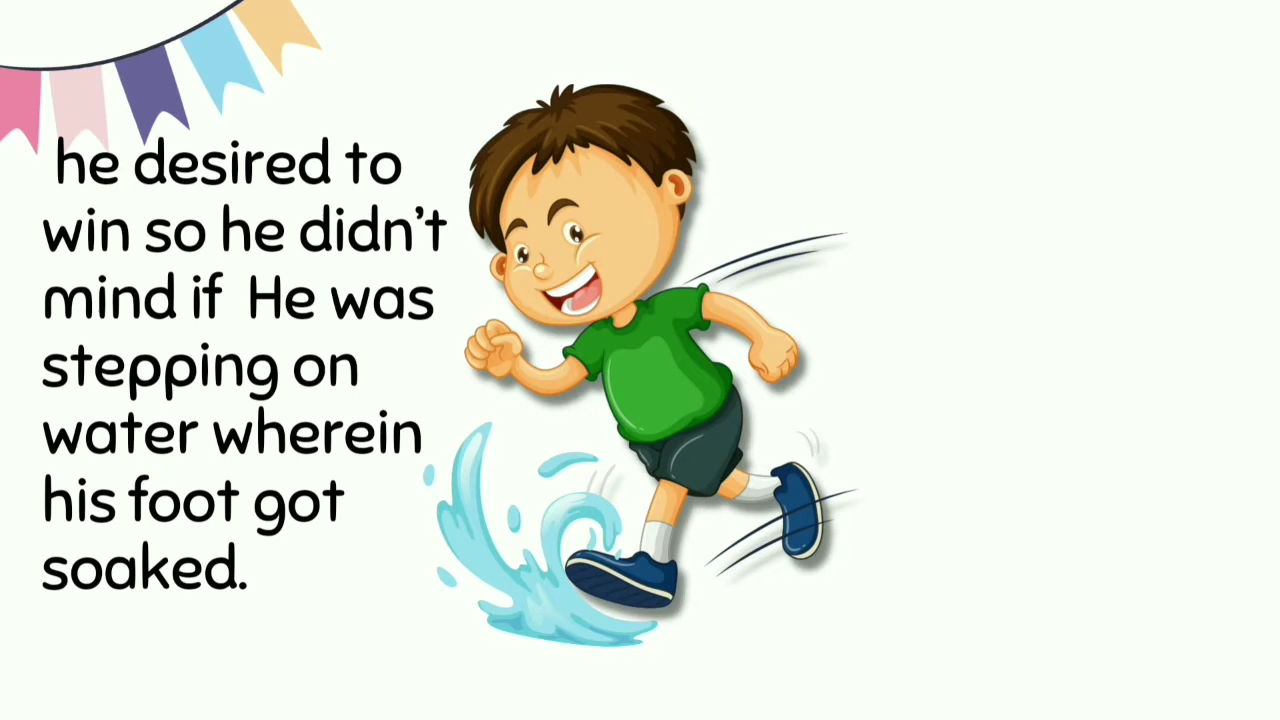 he desired to
win so he didn't
mind if He was
stepping on
water wherein
his foot got
soaked.